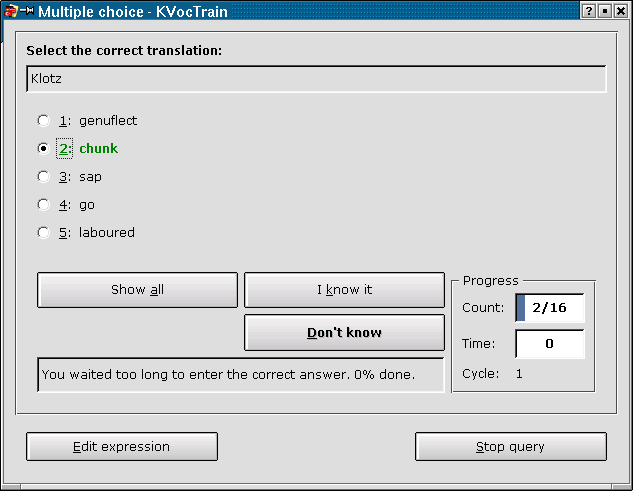 Multiple choice - KVocTrain
Select the correct translation:
Klotz
1: genuflect
2: chunk
3: sap
4: go
5: laboured
Show all
I know it
Don't know
You waited too long to enter the correct answer. 0% done.
Progress
Count: 2/16
Time: 0
Cycle: 1
Edit expression
Stop query